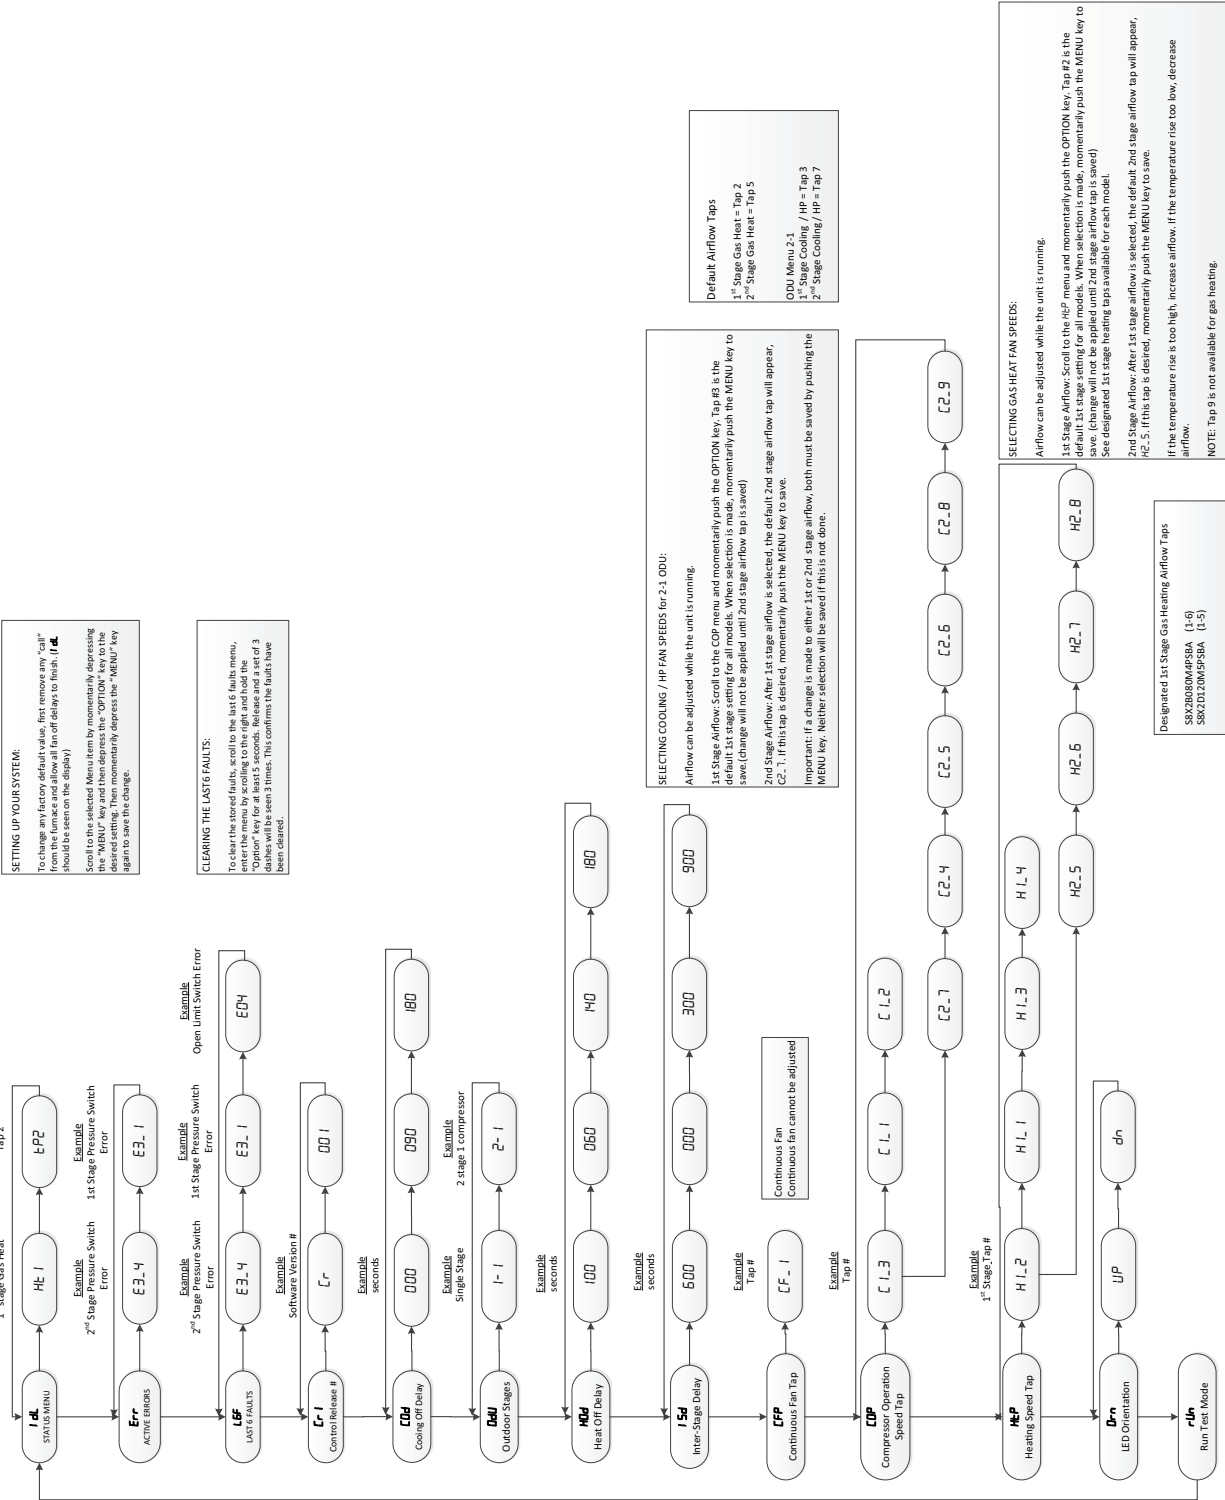 1st stage Gas Heat
Tap 2
IdL
STATUS MENU
Ht 1
tP2
Example
2nd Stage Pressure Switch
Error
Example
1st Stage Pressure Switch
Error
Err
ACTIVE ERRORS
E3_4
E3_1
Example
2nd Stage Pressure Switch
Error
Example
1st Stage Pressure Switch
Error
Example
Open Limit Switch Error
L6F
LAST 6 FAULTS
E3_4
E3_1
E04
Example
Software Version #
Cr1
Control Release #
Cr
001
Example
seconds
C0d
Cooing Off Delay
000
090
180
Example
Single Stage
Example
2 stage 1 compressor
OdU
Outdoor Stages
1-1
2-1
Example
seconds
H0d
Heat Off Delay
100
060
140
180
Example
seconds
ISd
Inter-Stage Delay
600
000
300
900
Example
Tap #
CFP
Continuous Fan Tap
CF_1
Continuous Fan
Continuous fan cannot be adjusted
Example
Tap #
C0P
Compressor Operation
Speed Tap
C1_3
C1_1
C1_2
C2_7
C2_4
C2_5
C2_6
C2_8
C2_9
Example
1st Stage Tap #
HtP
Heating Speed Tap
H1_2
H1_1
H1_3
H1_4
H2_5
H2_6
H2_7
H2_8
Orn
LED Orientation
UP
dn
rUn
Run Test Mode
SETTING UP YOUR SYSTEM:
To change any factory default value, first remove any "call"
from the furnace and allow all fan off delays to finish. (IdL
should be seen on the display)
Scroll to the selected Menu item by momentarily depressing
the "MENU" key and then depress the "OPTION" key to the
desired setting. Then momentarily depress the "MENU" key
again to save the change.
CLEARING THE LAST 6 FAULTS:
To clear the stored faults, scroll to the last 6 faults menu,
enter the menu by scrolling to the right and hold the
"Option" key for at least 5 seconds. Release and a set of 3
dashes will be seen 3 times. This confirms the faults have
been cleared.
SELECTING COOLING / HP FAN SPEEDS for 2-1 ODU:
Airflow can be adjusted while the unit is running.
1st Stage Airflow: Scroll to the COP menu and momentarily push the OPTION key. Tap #3 is the
default 1st stage setting for all models. When selection is made, momentarily push the MENU key to
save.(change will not be applied until 2nd stage airflow tap is saved)
2nd Stage Airflow: After 1st stage airflow is selected, the default 2nd stage airflow tap will appear,
C2_7. If this tap is desired, momentarily push the MENU key to save.
Important: If a change is made to either 1st or 2nd stage airflow, both must be saved by pushing the
MENU key. Neither selection will be saved if this is not done.
Default Airflow Taps
1st Stage Gas Heat = Tap 2
2nd Stage Gas Heat = Tap 5
ODU Menu 2-1
1st Stage Cooling / HP = Tap 3
2nd Stage Cooling / HP = Tap 7
Designated 1st Stage Gas Heating Airflow Taps
S8X2B080M4PSBA (1-6)
S8X2D120M5PSBA (1-5)
SELECTING GAS HEAT FAN SPEEDS:
Airflow can be adjusted while the unit is running.
1st Stage Airflow: Scroll to the HtP menu and momentarily push the OPTION key. Tap #2 is the
default 1st stage setting for all models. When selection is made, momentarily push the MENU key to
save. (change will not be applied until 2nd stage airflow tap is saved)
See designated 1st stage heating taps available for each model.
2nd Stage Airflow: After 1st stage airflow is selected, the default 2nd stage airflow tap will appear,
H2_5. If this tap is desired, momentarily push the MENU key to save.
If the temperature rise is too high, increase airflow. If the temperature rise too low, decrease
airflow.
NOTE: Tap 9 is not available for gas heating.